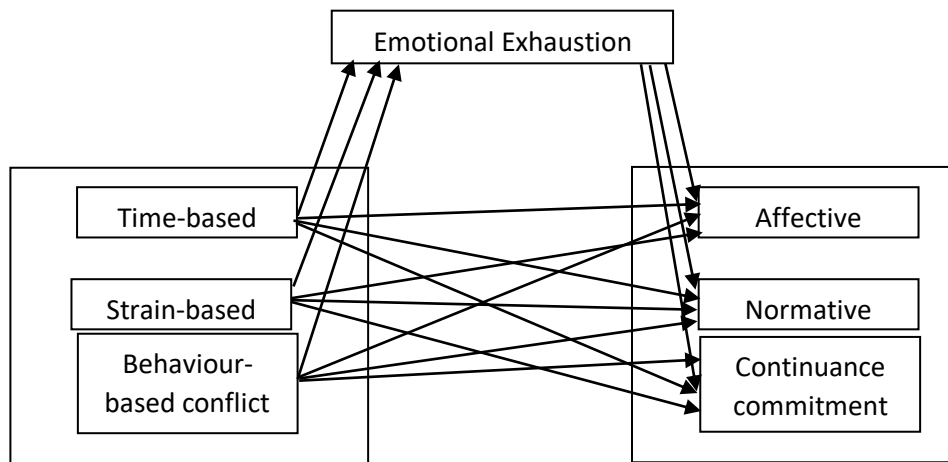 Emotional Exhaustion
Time-based
Strain-based
Behaviour-
based conflict
Affective
Normative
Continuance
commitment